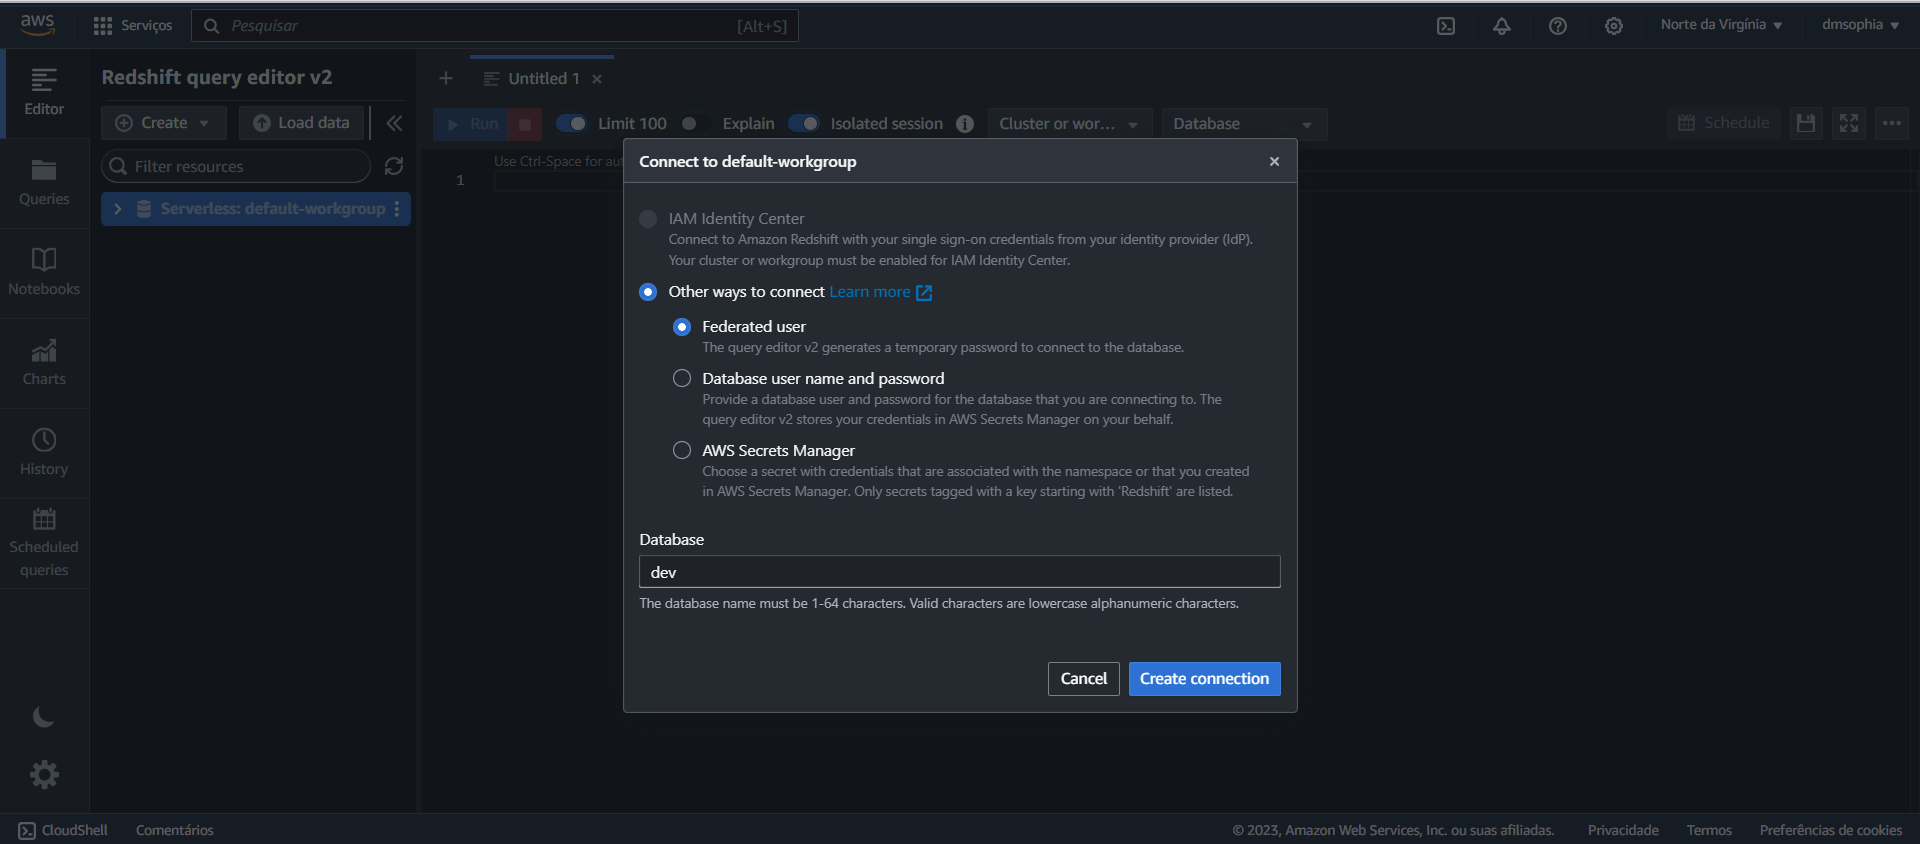 aws
Serviços
Pesquisar
[Alt+S]
Norte da Virgínia
dmsophia
Editor
Queries
Notebooks
Charts
History
Scheduled
queries
Redshift query editor v2
Create
Load data
Filter resources
Serverless: default-workgroup
Untitled 1
Run
Limit 100
Explain
Isolated session
Cluster or wor...
Database
Schedule
Use Ctrl-Space for au
1
Connect to default-workgroup
IAM Identity Center
Connect to Amazon Redshift with your single sign-on credentials from your identity provider (IdP).
Your cluster or workgroup must be enabled for IAM Identity Center.
Other ways to connect Learn more
Federated user
The query editor v2 generates a temporary password to connect to the database.
Database user name and password
Provide a database user and password for the database that you are connecting to. The
query editor v2 stores your credentials in AWS Secrets Manager on your behalf.
AWS Secrets Manager
Choose a secret with credentials that are associated with the namespace or that you created
in AWS Secrets Manager. Only secrets tagged with a key starting with 'Redshift' are listed.
Database
dev
The database name must be 1-64 characters. Valid characters are lowercase alphanumeric characters.
Cancel
Create connection
CloudShell
Comentários
© 2023, Amazon Web Services, Inc. ou suas afiliadas.
Privacidade
Termos
Preferências de cookies